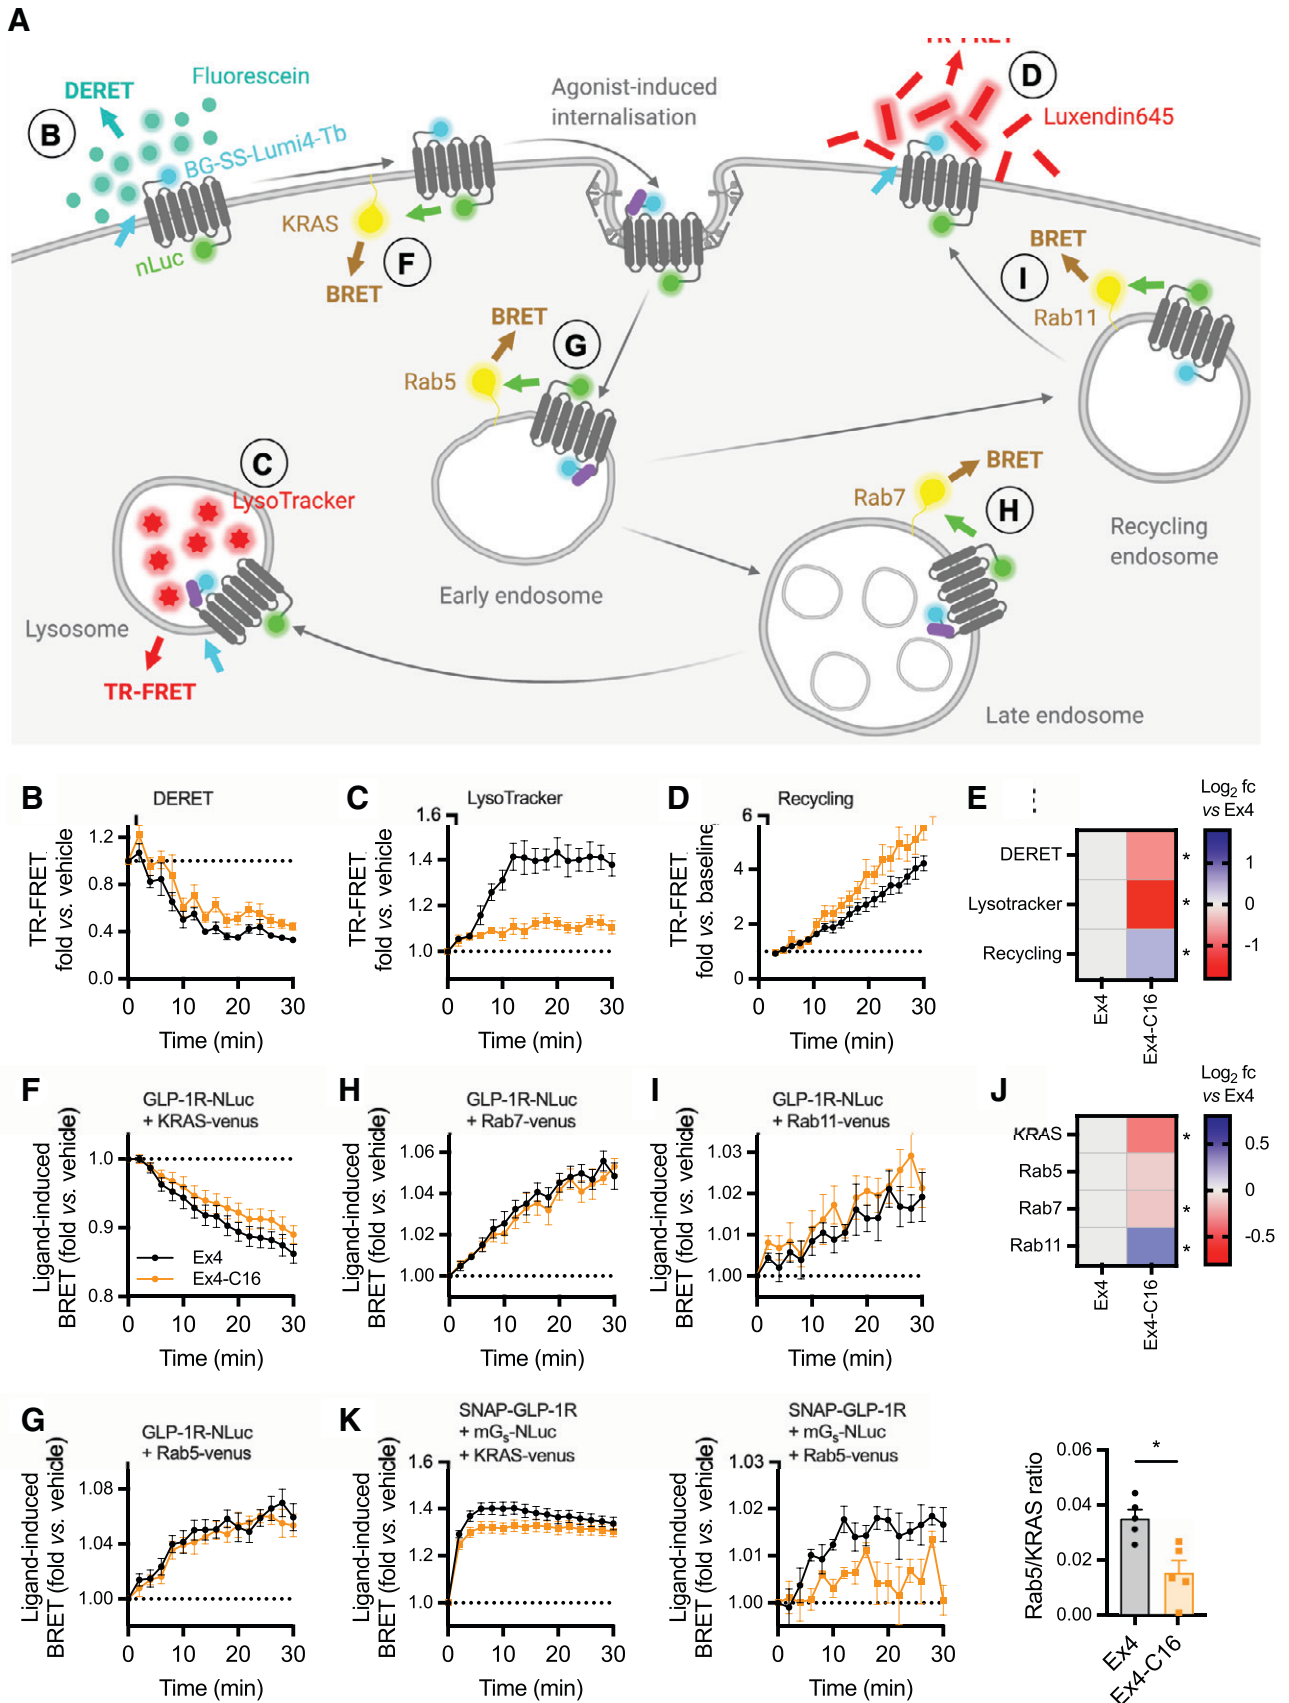 A
Fluorescein
DERET
B
BG-SS-Lumi4-Tb
nLuc
KRAS
F
BRET
Agonist-induced
internalisation
TR-FRET
D
Luxendin645
BRET
I
Rab11
BRET
G
Rab5
C
LysoTracker
Lysosome
TR-FRET
Early endosome
BRET
Rab7
H
Recycling
endosome
Late endosome
B
DERET
TR-FRET
fold vs. vehicle
1.2
0.8
0.4
0.0
0 10 20 30
Time (min)
C
LysoTracker
TR-FRET
fold vs. vehicle
1.6
1.4
1.2
1.0
0 10 20 30
Time (min)
D
Recycling
TR-FRET
fold vs. baseline
6
4
2
0
0 10 20 30
Time (min)
E
DERET
*
Lysotracker
*
Recycling
*
Ex4
Ex4-C16
Log2 fc
vs Ex4
1
0
-1
F
GLP-1R-NLuc
+ KRAS-venus
Ligand-induced
BRET (fold vs. vehicle)
1.0
0.9
0.8
Ex4
Ex4-C16
0 10 20 30
Time (min)
H
GLP-1R-NLuc
+ Rab7-venus
Ligand-induced
BRET (fold vs. vehicle)
1.06
1.04
1.02
1.00
0 10 20 30
Time (min)
I
GLP-1R-NLuc
+ Rab11-venus
Ligand-induced
BRET (fold vs. vehicle)
1.03
1.02
1.01
1.00
0 10 20 30
Time (min)
J
KRAS
*
Rab5
Rab7
*
Rab11
*
Ex4
Ex4-C16
Log2 fc
vs Ex4
0.5
0
-0.5
G
GLP-1R-NLuc
+ Rab5-venus
Ligand-induced
BRET (fold vs. vehicle)
1.08
1.04
1.00
0 10 20 30
Time (min)
K
SNAP-GLP-1R
+ mGs-NLuc
+ KRAS-venus
Ligand-induced
BRET (fold vs. vehicle)
1.6
1.4
1.2
1.0
0 10 20 30
Time (min)
SNAP-GLP-1R
+ mGs-NLuc
+ Rab5-venus
Ligand-induced
BRET (fold vs. vehicle)
1.03
1.02
1.01
1.00
0 10 20 30
Time (min)
Rab5/KRAS ratio
0.06
0.04
0.02
0.00
*
Ex4
Ex4-C16